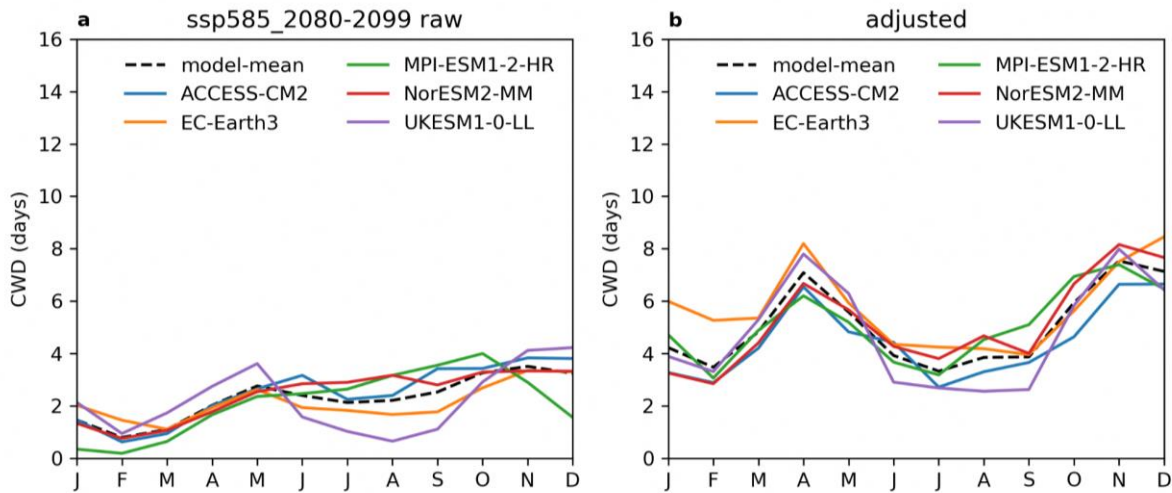 a ssp585_2080-2099 raw
CWD (days)
16
14
12
10
8
6
4
2
0
model-mean
ACCESS-CM2
EC-Earth3
MPI-ESM1-2-HR
NorESM2-MM
UKESM1-0-LL
J F M A M J J A S O N D
b adjusted
CWD (days)
16
14
12
10
8
6
4
2
0
model-mean
ACCESS-CM2
EC-Earth3
MPI-ESM1-2-HR
NorESM2-MM
UKESM1-0-LL
J F M A M J J A S O N D